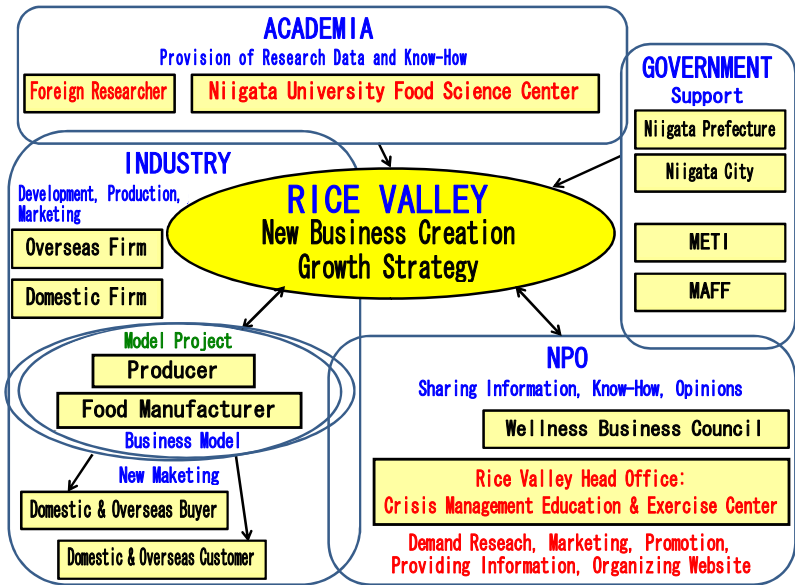 ACADEMIA
Provision of Research Data and Know-How
Foreign Researcher
Niigata University Food Science Center
GOVERNMENT
Support
Niigata Prefecture
Niigata City
METI
MAFF
INDUSTRY
Development, Production,
Marketing
Overseas Firm
Domestic Firm
RICE VALLEY
New Business Creation
Growth Strategy
Model Project
Producer
Food Manufacturer
Business Model
New Maketing
Domestic & Overseas Buyer
Domestic & Overseas Customer
NPO
Sharing Information, Know-How, Opinions
Wellness Business Council
Rice Valley Head Office:
Crisis Management Education & Exercise Center
Demand Reseach, Marketing, Promotion,
Providing Information, Organizing Website